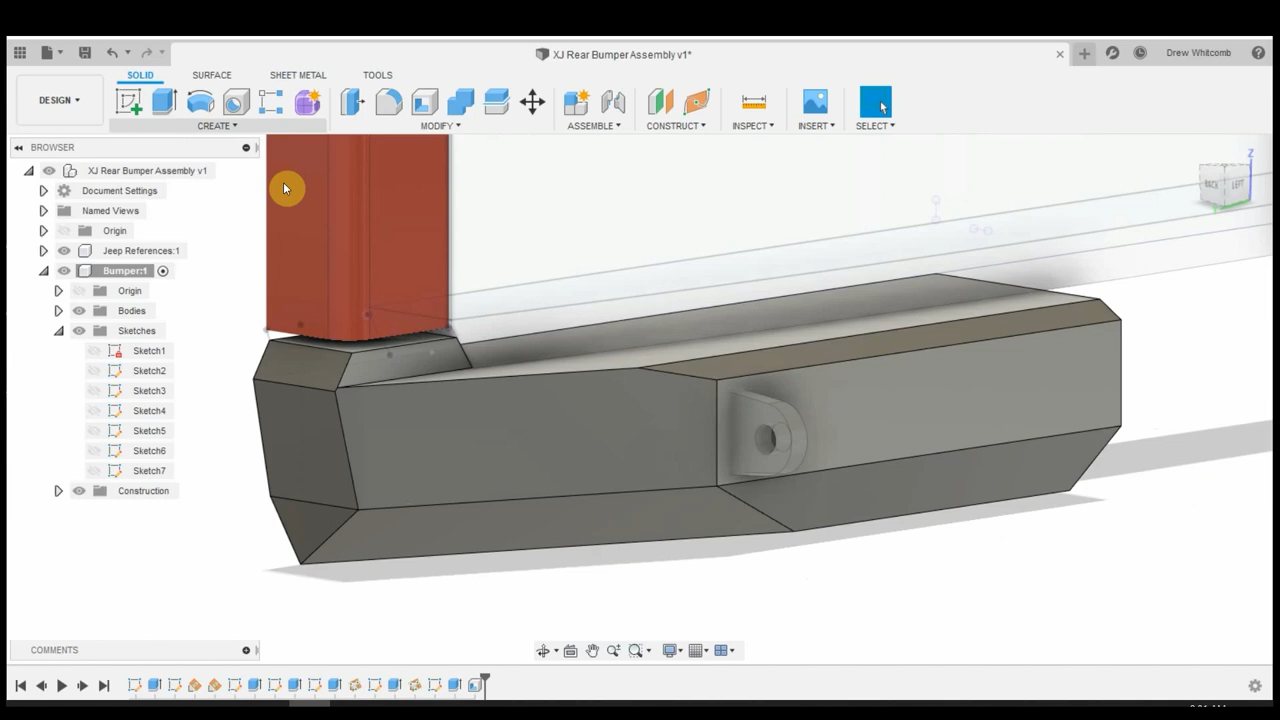 XJ Rear Bumper Assembly v1*
Drew Whitcomb
SOLID SURFACE SHEET METAL TOOLS
DESIGN
CREATE MODIFY ASSEMBLE CONSTRUCT INSPECT INSERT SELECT
BROWSER
XJ Rear Bumper Assembly v1
Document Settings
Named Views
Origin
Jeep References:1
Bumper:1
Origin
Bodies
Sketches
Sketch1
Sketch2
Sketch3
Sketch4
Sketch5
Sketch6
Sketch7
Construction
Z
BACK LEFT
COMMENTS